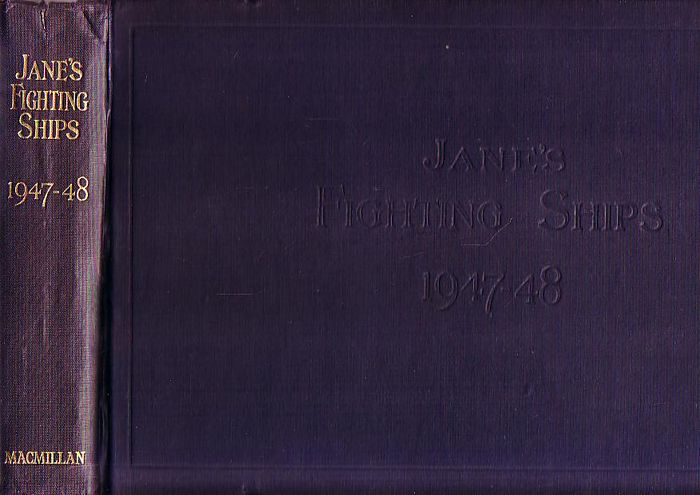 JANE'S
FIGHTING
SHIPS
1947-48
MACMILLAN
JANE'S
FIGHTING SHIPS
1947-48